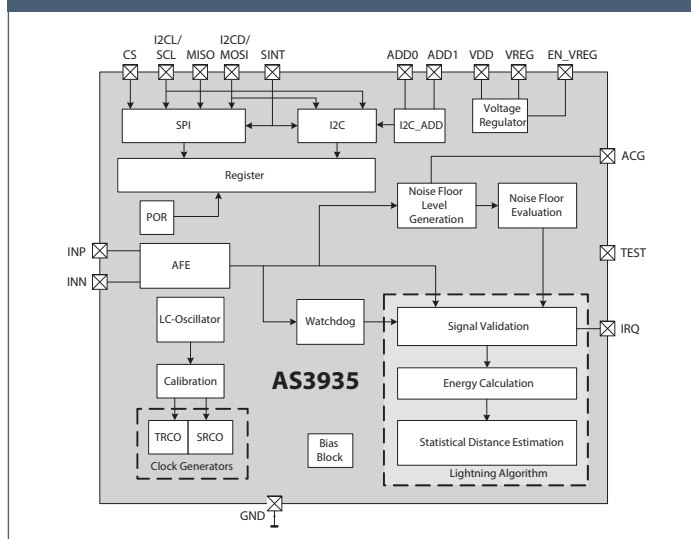 I2CL/ I2CD/
CS SCL MISO MOSI SINT ADD0 ADD1 VDD VREG EN_VREG
SPI I2C I2C_ADD Voltage
Regulator
Register
ACG
Noise Floor
Level
Generation
Noise Floor
Evaluation
POR
INP
AFE
TEST
INN
LC-Oscillator
Watchdog
Signal Validation
IRQ
Calibration
AS3935
Energy Calculation
TRCO SRCO
Clock Generators
Bias
Block
Statistical Distance Estimation
Lightning Algorithm
GND